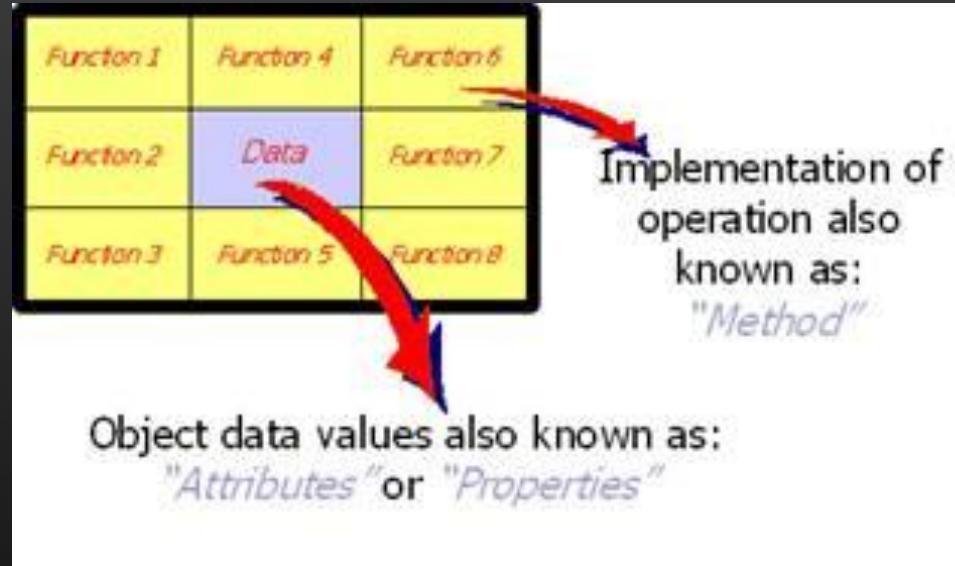 Function 1 Function 4 Function 6
Function 2 Data Function 7
Function 3 Function 5 Function 8
Implementation of
operation also
known as:
"Method"
Object data values also known as:
"Attributes" or "Properties"